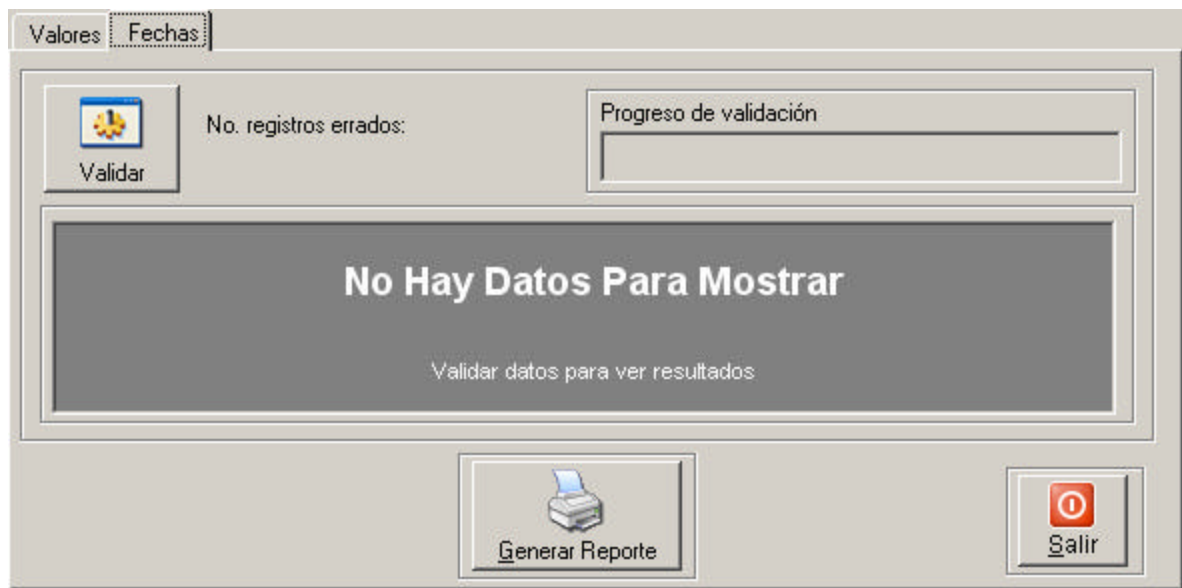 Valores Fechas
No. registros errados:
Progreso de validación
Validar
No Hay Datos Para Mostrar
Validar datos para ver resultados
Generar Reporte
Salir